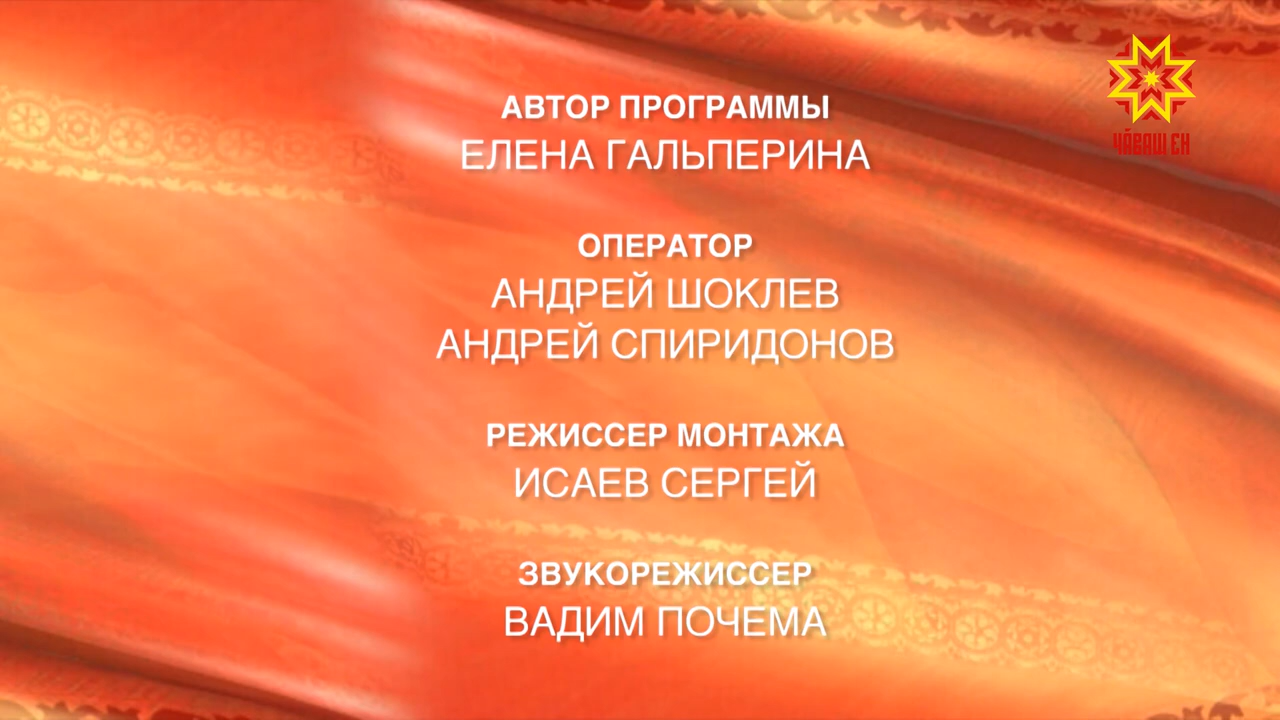 АВТОР ПРОГРАММЫ
ЕЛЕНА ГАЛЬПЕРИНА
ЧӐВАШ ЕН
ОПЕРАТОР
АНДРЕЙ ШОКЛЕВ
АНДРЕЙ СПИРИДОНОВ
РЕЖИССЕР МОНТАЖА
ИСАЕВ СЕРГЕЙ
ЗВУКОРЕЖИССЕР
ВАДИМ ПОЧЕМА